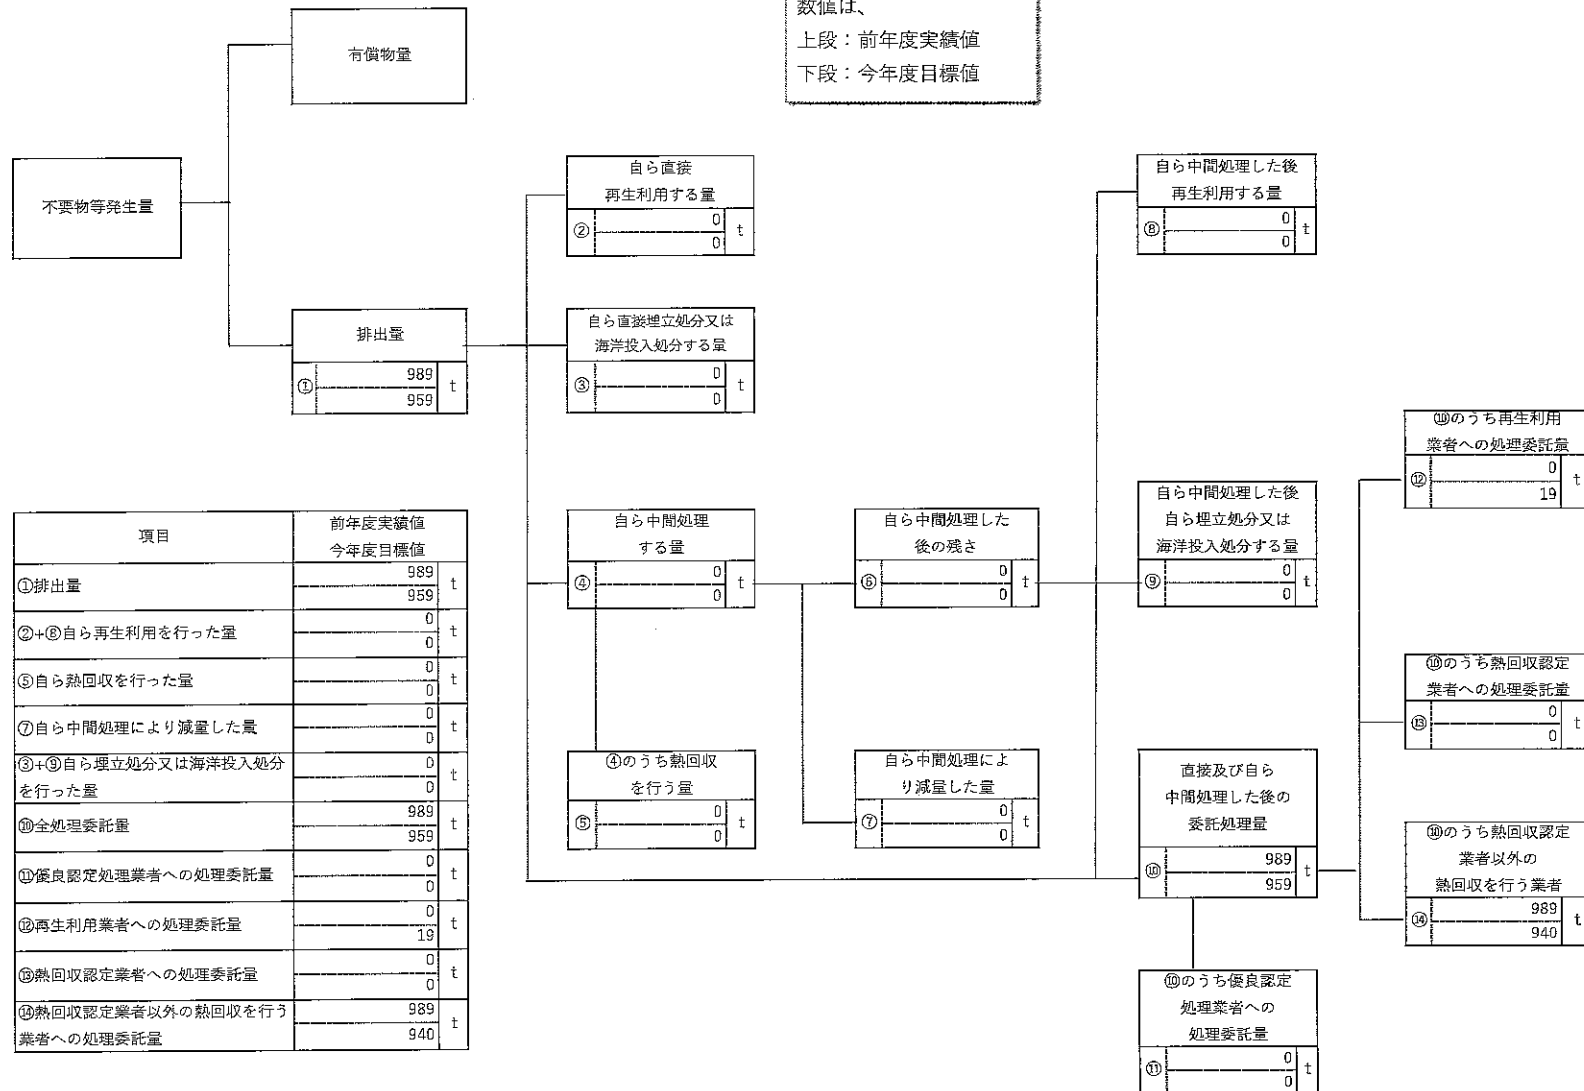 数値は、
上段：前年度実績値
下段：今年度目標値
有償物量
不要物等発生量
排出量
① 989 t
959
自ら直接
再生利用する量
② 0 t
0
自ら直接埋立処分又は
海洋投入処分する量
③ 0 t
0
自ら中間処理
する量
④ 0 t
0
④のうち熱回収
を行う量
⑤ 0 t
0
自ら中間処理した
後の残さ
⑥ 0 t
0
自ら中間処理によ
り減量した量
⑦ 0 t
0
自ら中間処理した後
再生利用する量
⑧ 0 t
0
自ら中間処理した後
自ら埋立処分又は
海洋投入処分する量
⑨ 0 t
0
直接及び自ら
中間処理した後の
委託処理量
⑩ 989 t
959
⑩のうち優良認定
処理業者への
処理委託量
⑪ 0 t
0
⑩のうち再生利用
業者への処理委託量
⑫ 0 t
19
⑩のうち熱回収認定
業者への処理委託量
⑬ 0 t
0
⑩のうち熱回収認定
業者以外の
熱回収を行う業者
⑭ 989 t
940
項目 前年度実績値
今年度目標値
①排出量 989 t
959
②+⑧自ら再生利用を行った量 0 t
0
⑤自ら熱回収を行った量 0 t
0
⑦自ら中間処理により減量した量 0 t
0
③+⑨自ら埋立処分又は海洋投入処分 0 t
を行った量 0
⑩全処理委託量 989 t
959
⑪優良認定処理業者への処理委託量 0 t
0
⑫再生利用業者への処理委託量 0 t
19
⑬熱回収認定業者への処理委託量 0 t
0
⑭熱回収認定業者以外の熱回収を行う 989 t
業者への処理委託量 940